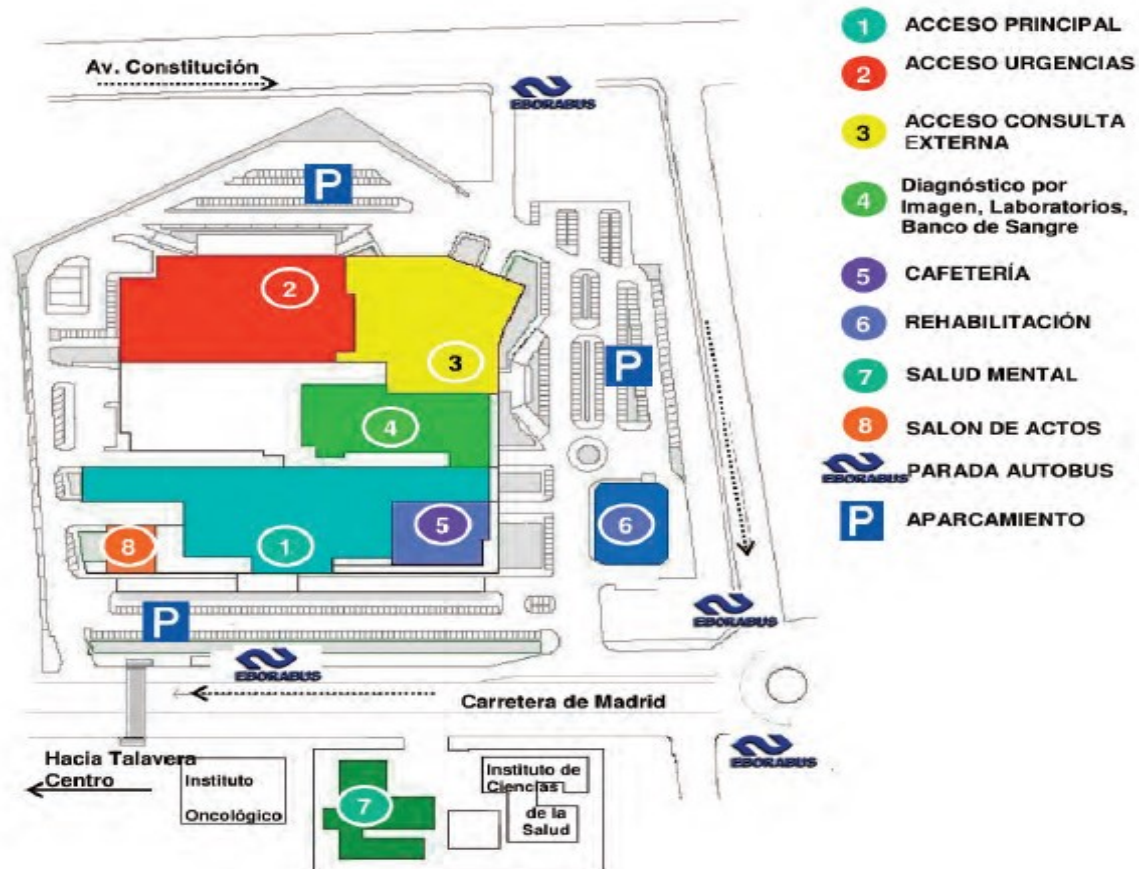 Av. Constitución
EBORABUS
P
2
3
P
4
5
6
8
1
P
EBORABUS
EBORABUS
Carretera de Madrid
EBORABUS
Hacia Talavera
Centro
Instituto
Oncológico
7
Instituto de
Ciencias
de la
Salud
1 ACCESO PRINCIPAL
2 ACCESO URGENCIAS
3 ACCESO CONSULTA
EXTERNA
4 Diagnóstico por
Imagen, Laboratorios,
Banco de Sangre
5 CAFETERÍA
6 REHABILITACIÓN
7 SALUD MENTAL
8 SALON DE ACTOS
EBORABUS PARADA AUTOBUS
P APARCAMIENTO